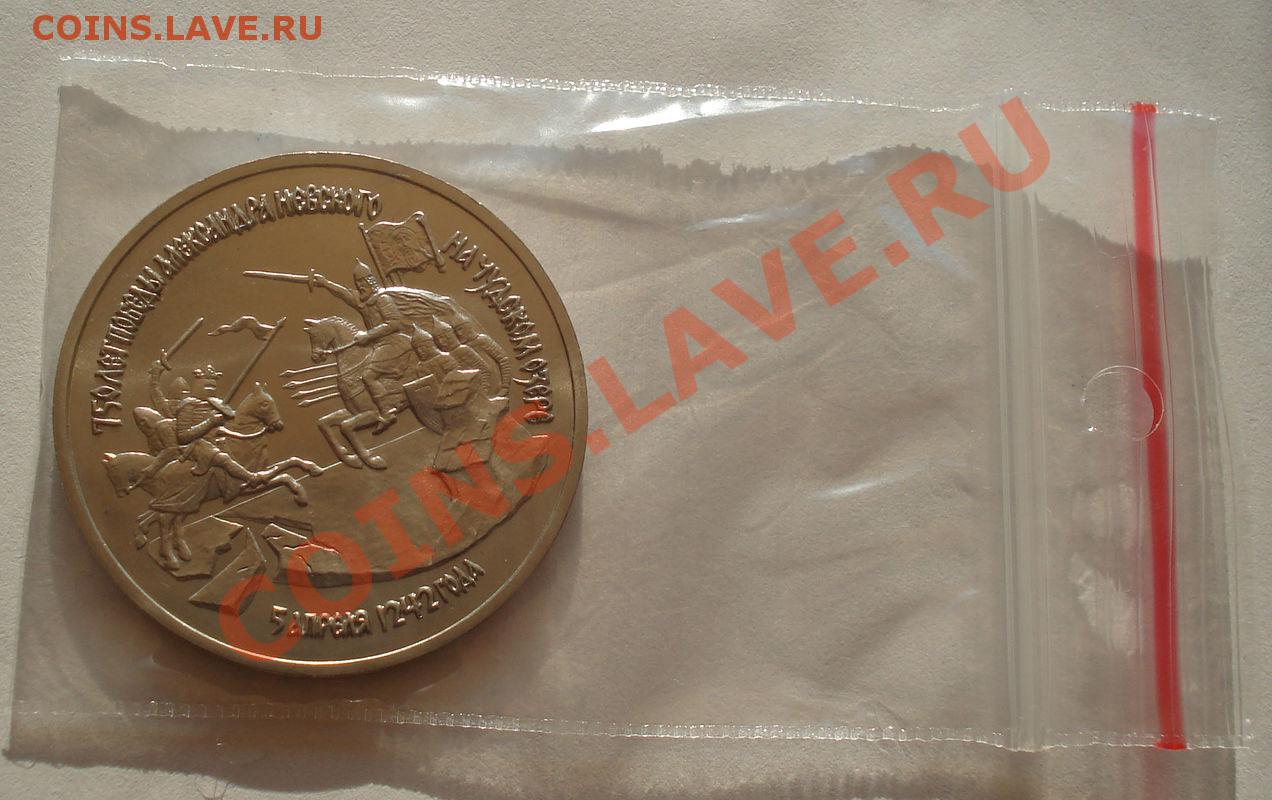 COINS.LAVE.RU
750 ЛЕТ ПОБЕДЫ АЛЕКСАНДРА НЕВСКОГО
НА ЧУДСКОМ ОЗЕРЕ
5 АПРЕЛЯ 1242 ГОДА
COINS.LAVE.RU